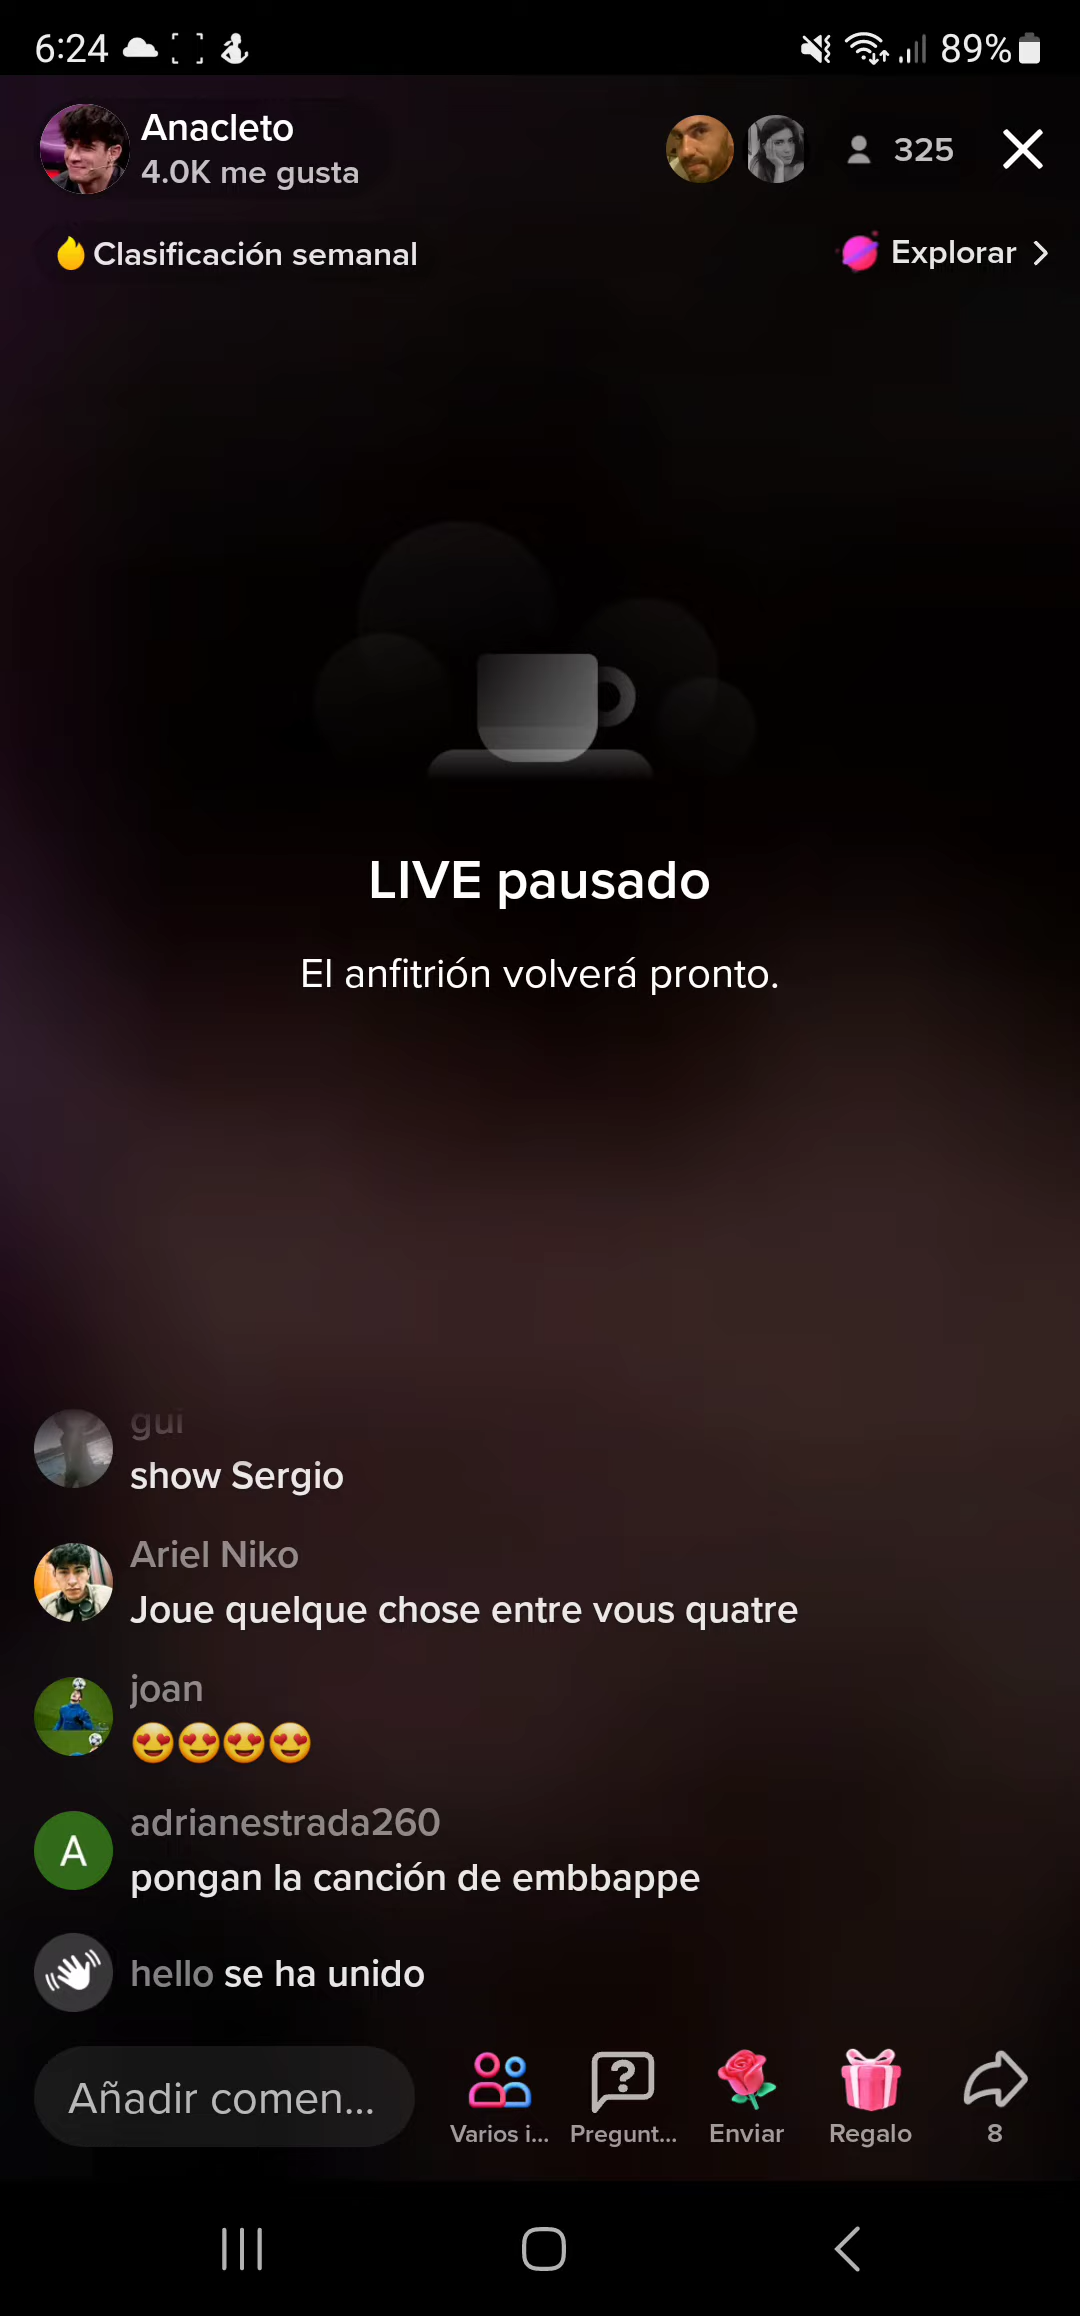 6:24
89%
Anacleto
4.0K me gusta
325
Clasificación semanal
Explorar
LIVE pausado
El anfitrión volverá pronto.
gui
show Sergio
Ariel Niko
Joue quelque chose entre vous quatre
joan
😍😍😍😍
adrianestrada260
A
pongan la canción de embbappe
hello se ha unido
Añadir comen...
Varios i...
Pregunt...
Enviar
Regalo
8